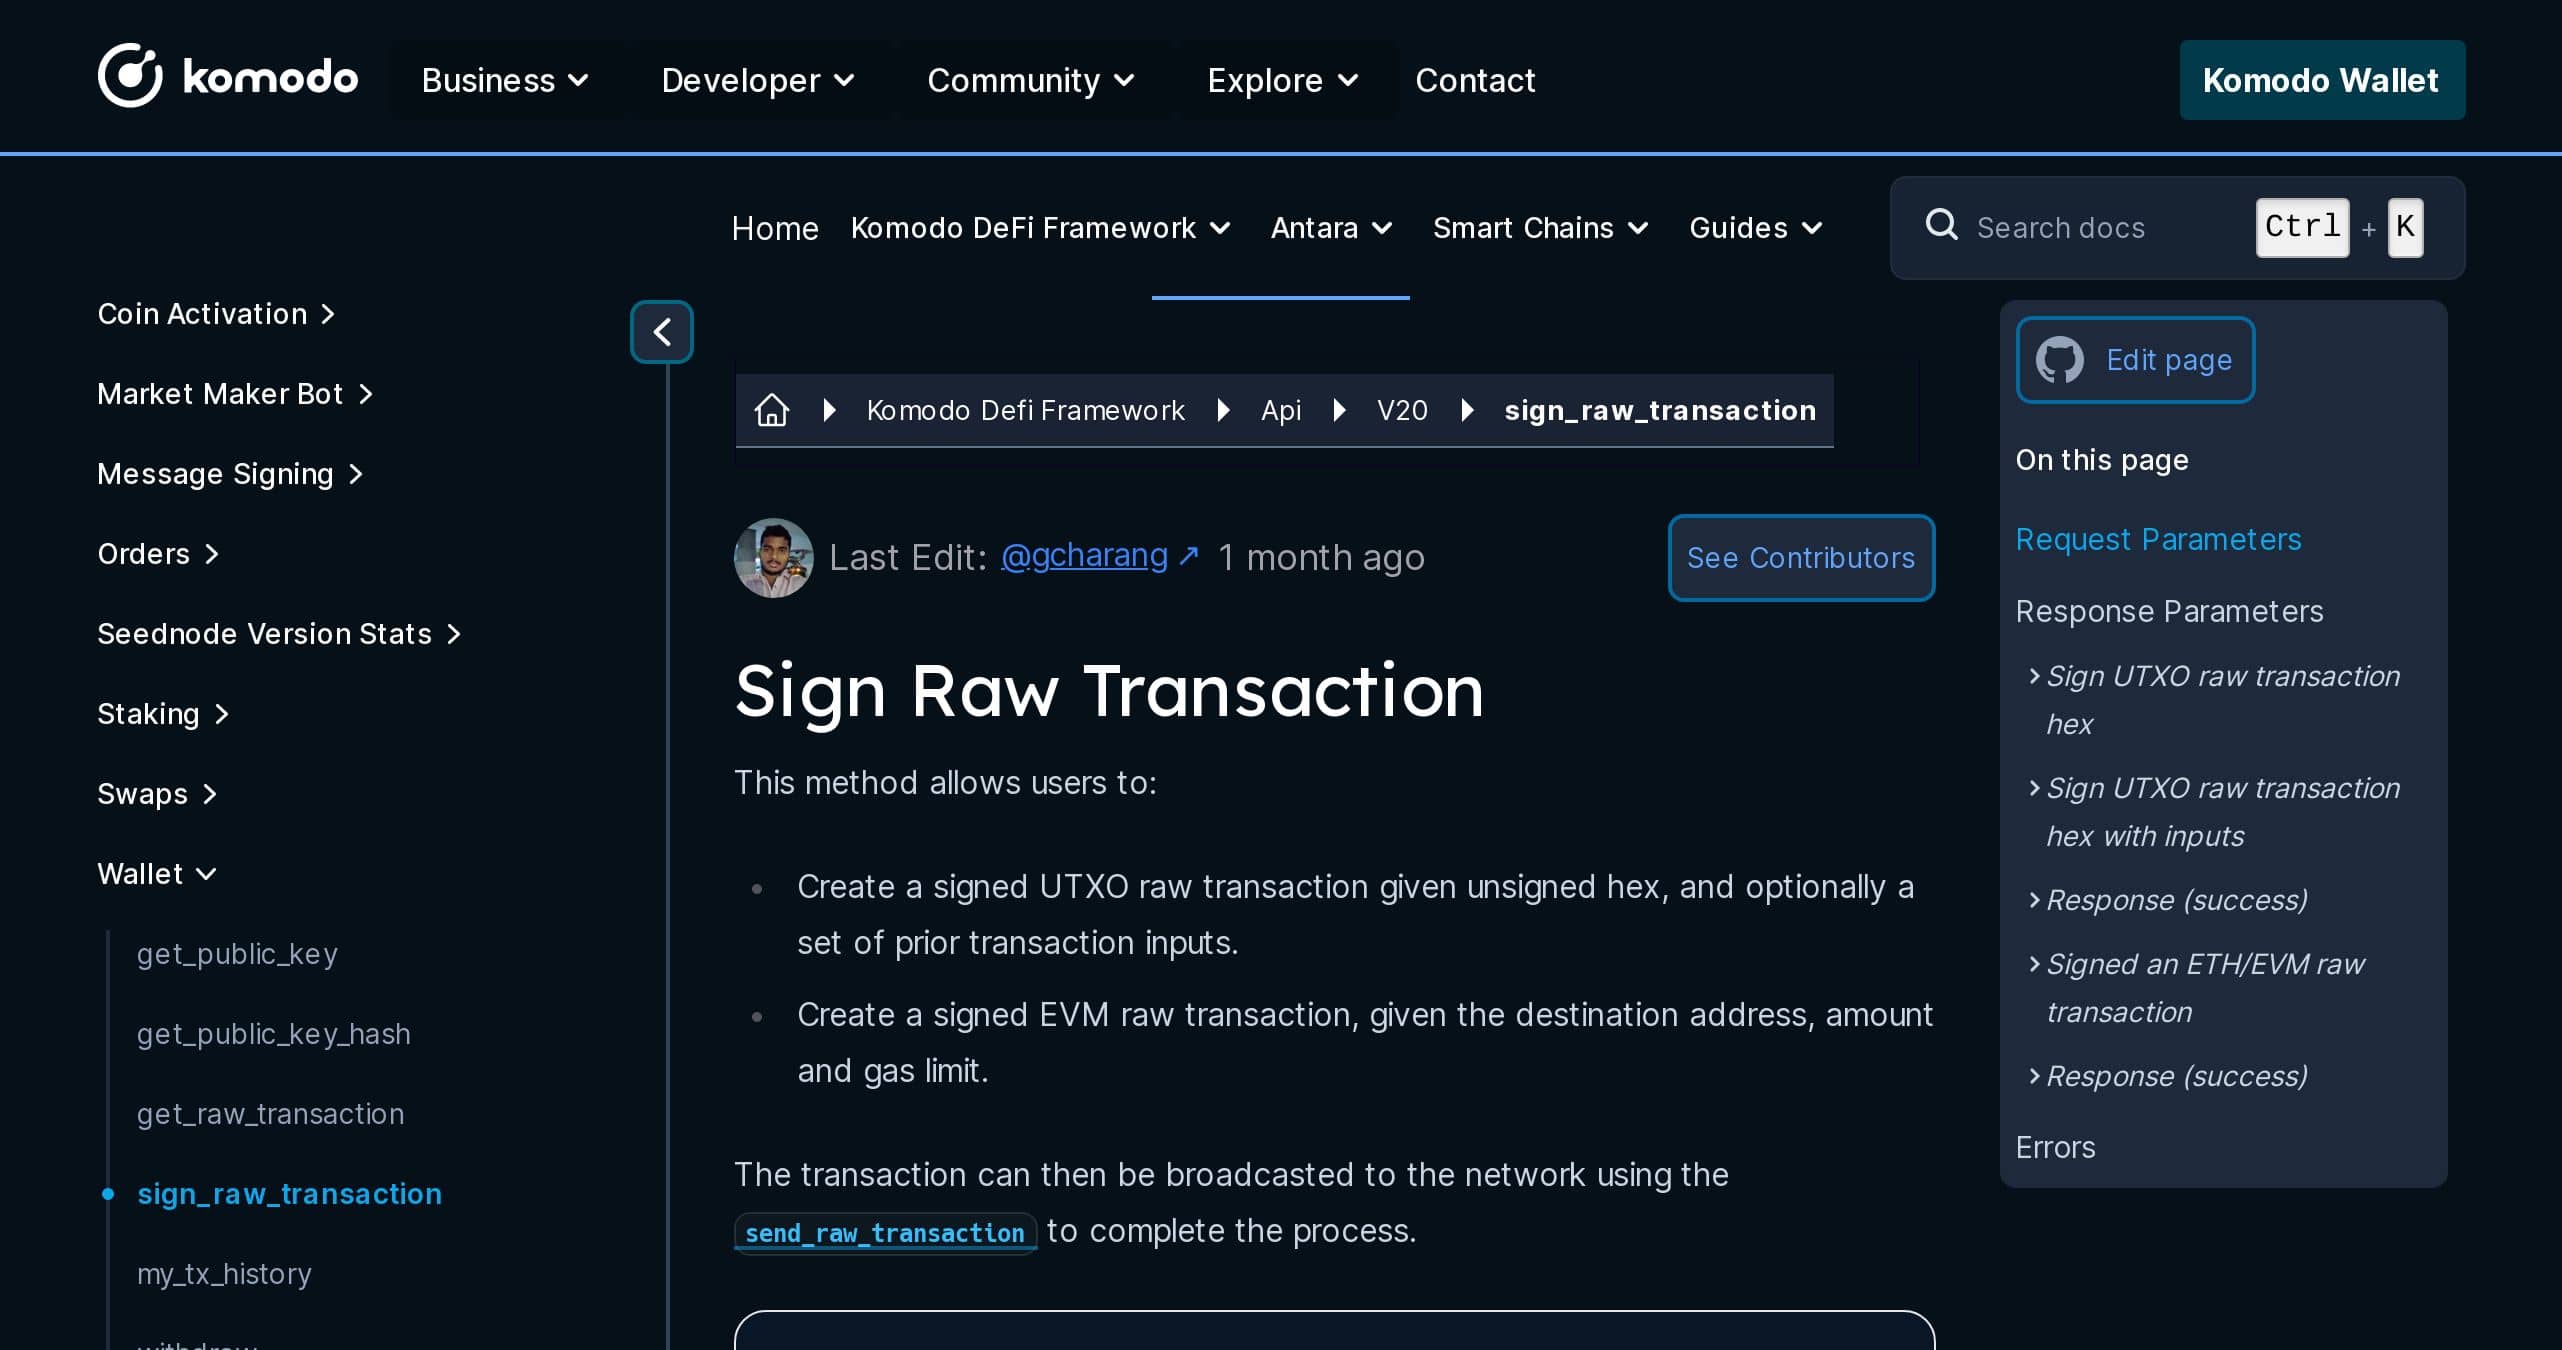 komodo
Business
Developer
Community
Explore
Contact
Komodo Wallet
Home
Komodo DeFi Framework
Antara
Smart Chains
Guides
Search docs
Ctrl + K
Coin Activation
Market Maker Bot
Message Signing
Orders
Seednode Version Stats
Staking
Swaps
Wallet
get_public_key
get_public_key_hash
get_raw_transaction
sign_raw_transaction
my_tx_history
Komodo Defi Framework
Api
V20
sign_raw_transaction
Last Edit: @gcharang ↗ 1 month ago
See Contributors
Sign Raw Transaction
This method allows users to:
Create a signed UTXO raw transaction given unsigned hex, and optionally a
set of prior transaction inputs.
Create a signed EVM raw transaction, given the destination address, amount
and gas limit.
The transaction can then be broadcasted to the network using the
send_raw_transaction to complete the process.
Edit page
On this page
Request Parameters
Response Parameters
Sign UTXO raw transaction
hex
Sign UTXO raw transaction
hex with inputs
Response (success)
Signed an ETH/EVM raw
transaction
Response (success)
Errors